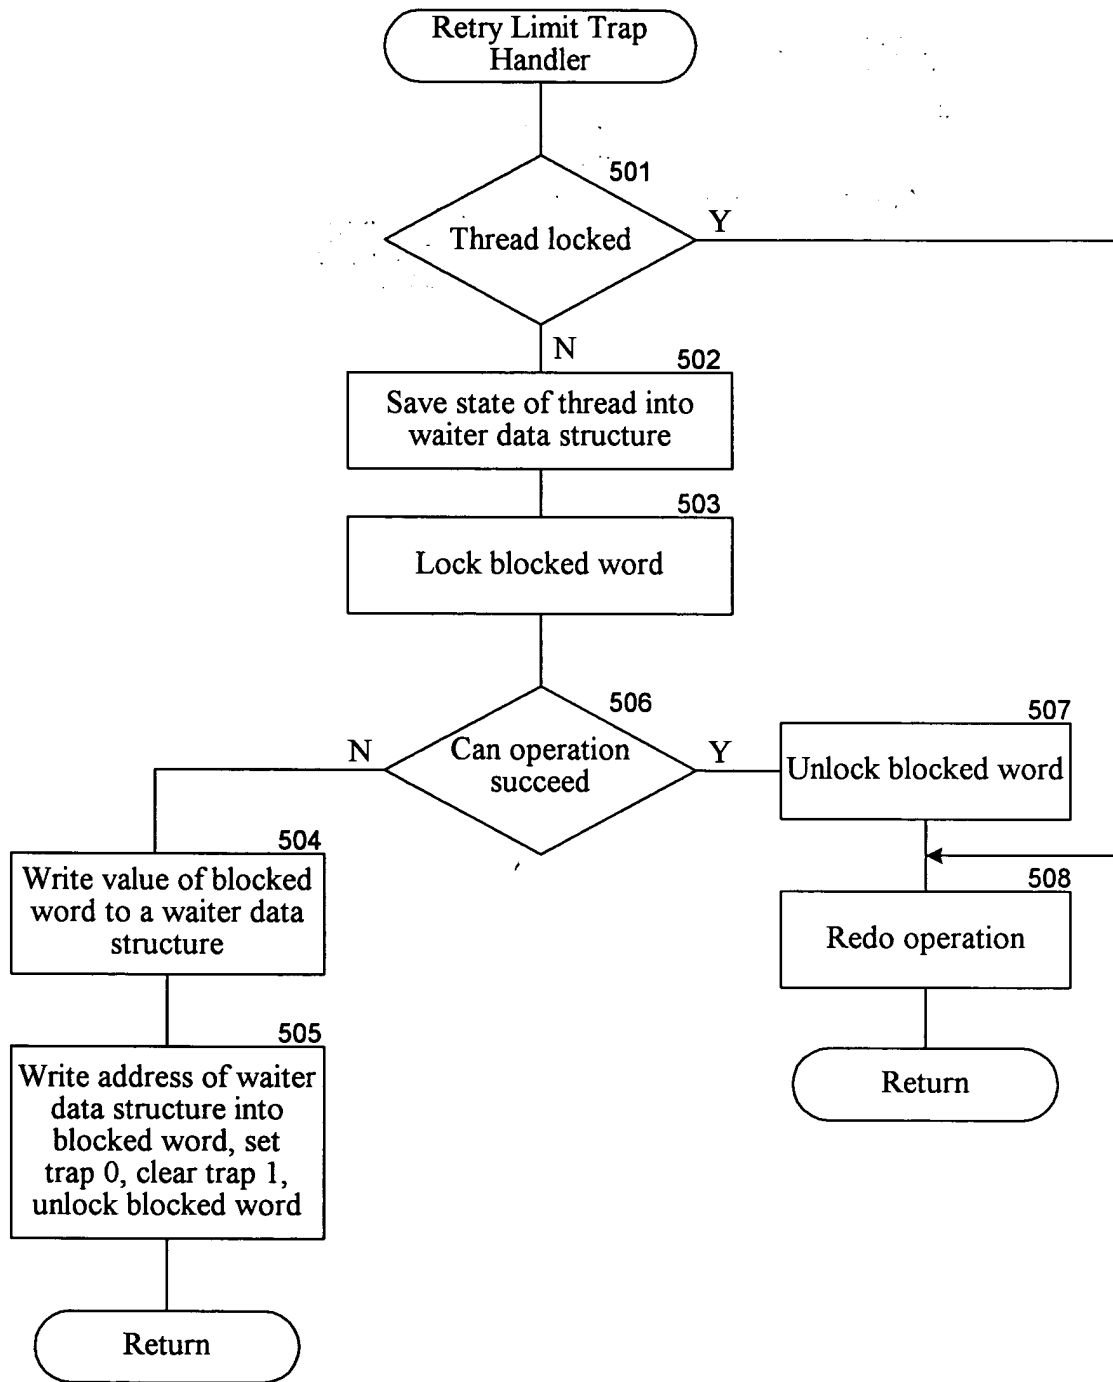 Retry Limit Trap
Handler
501
Thread locked
Y
N
502
Save state of thread into
waiter data structure
503
Lock blocked word
506
Can operation
succeed
N
Y
507
Unlock blocked word
504
Write value of blocked
word to a waiter data
structure
508
Redo operation
505
Write address of waiter
data structure into
blocked word, set
trap 0, clear trap 1,
unlock blocked word
Return
Return